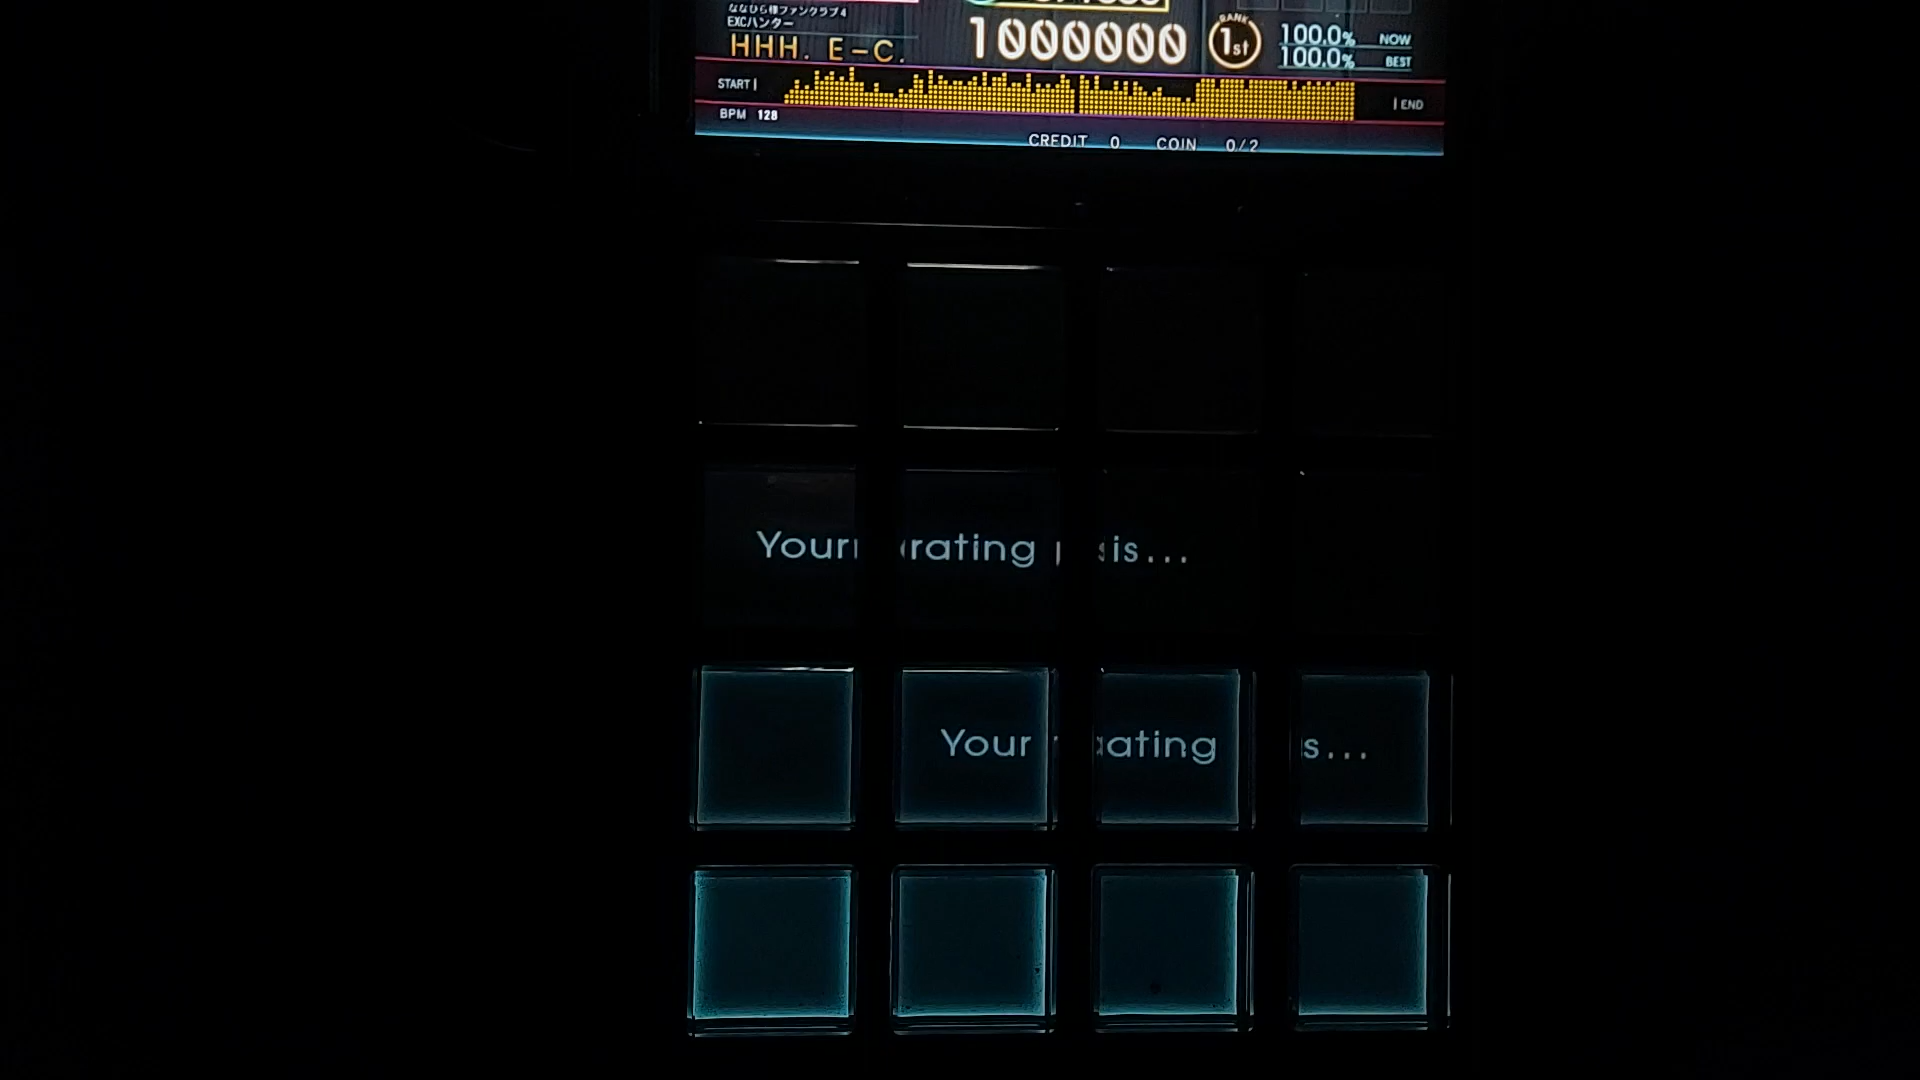 ななひら様ファンクラブ4
EXCハンター
HHH. E-C.
1000000
RANK
1st
100.0% NOW
100.0% BEST
START
END
BPM 128
CREDIT 0 COIN 0/2
Your rating is...
Your ating s...